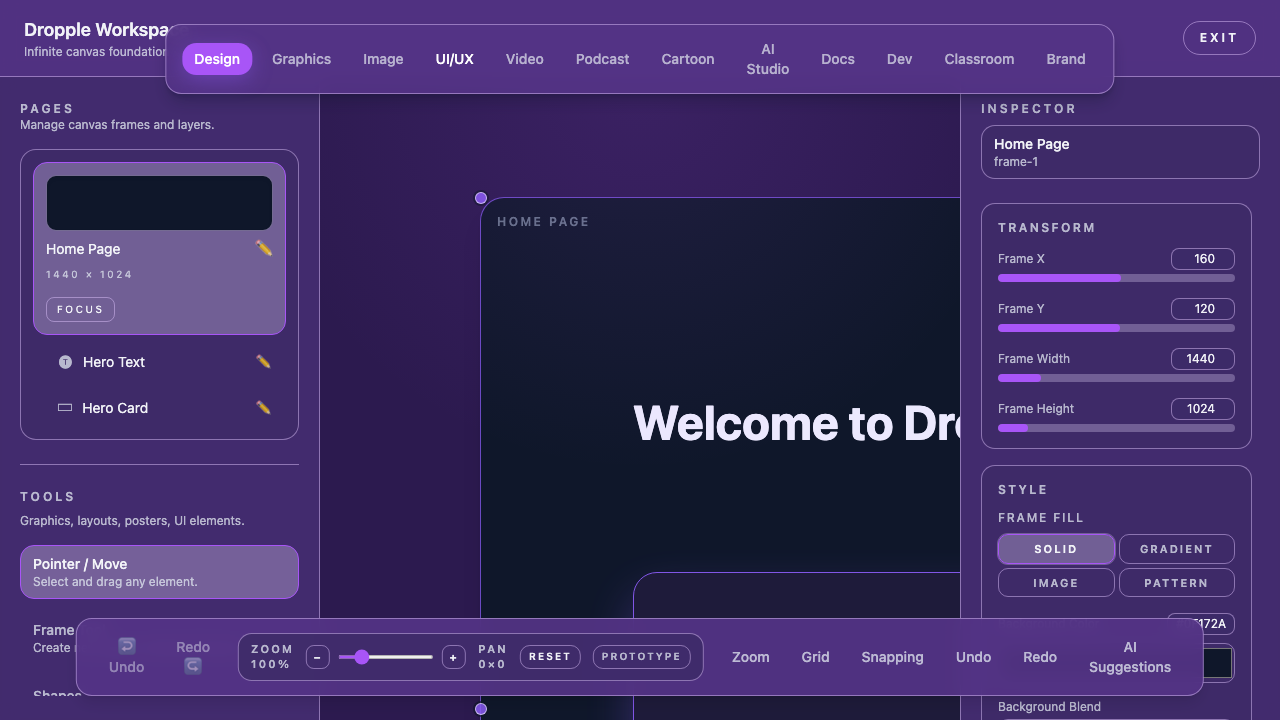 Dropple
Infinite canvas foundation
Design
Graphics
Image
UI/UX
Video
Podcast
Cartoon
AI
Studio
Docs
Dev
Classroom
Brand
EXIT
PAGES
Manage canvas frames and layers.
Home Page
1440 × 1024
FOCUS
T
Hero Text
Hero Card
TOOLS
Graphics, layouts, posters, UI elements.
Pointer / Move
Select and drag any element.
Frame
Shapes
HOME PAGE
Welcome to
INSPECTOR
Home Page
frame-1
TRANSFORM
Frame X
160
Frame Y
120
Frame Width
1440
Frame Height
1024
STYLE
FRAME FILL
SOLID
GRADIENT
IMAGE
PATTERN
Background Blend
Undo
Redo
ZOOM
100%
−
+
PAN
0×0
RESET
PROTOTYPE
Zoom
Grid
Snapping
Undo
Redo
AI
Suggestions